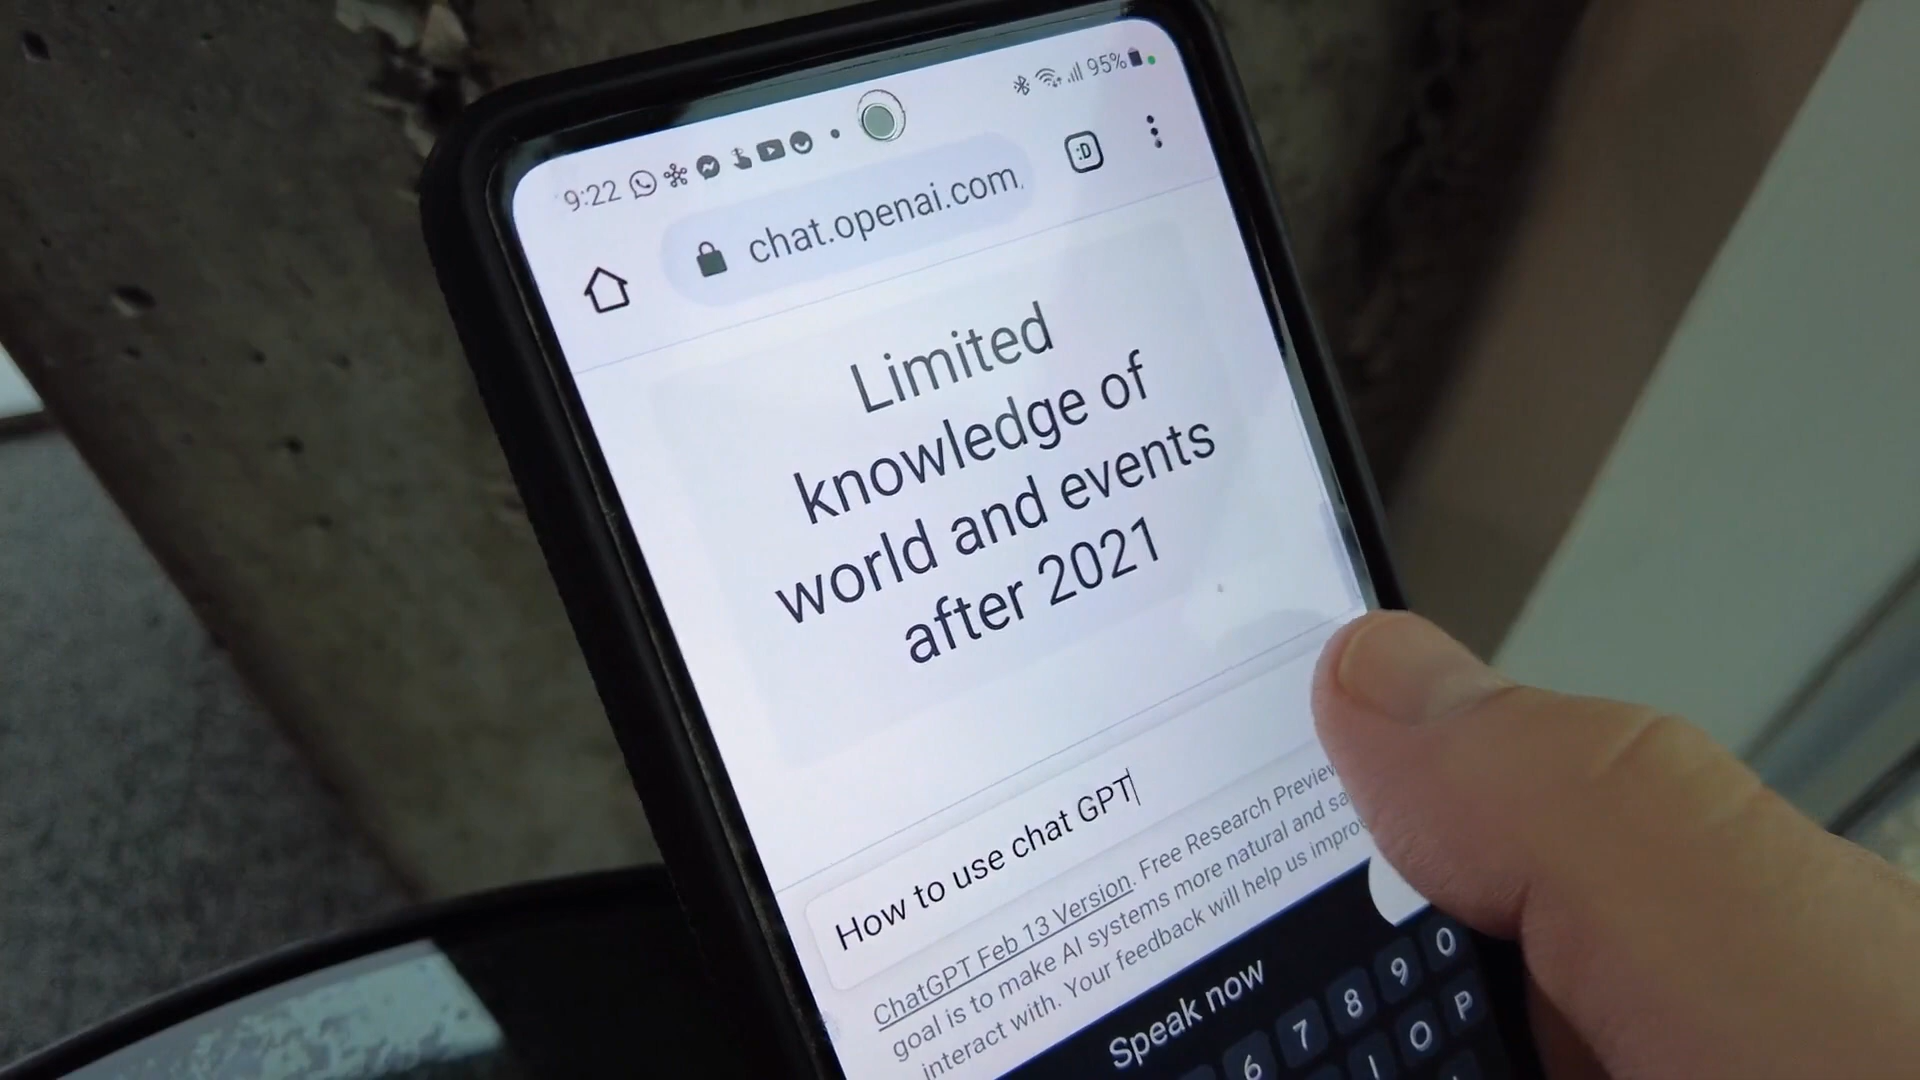 9:22
95%
:D
chat.openai.com
Limited
knowledge of
world and events
after 2021
How to use chat GPT
ChatGPT Feb 13 Version. Free Research Preview
goal is to make AI systems more natural and
interact with. Your feedback will help us
Speak now
6 7 8 9 0
I O P